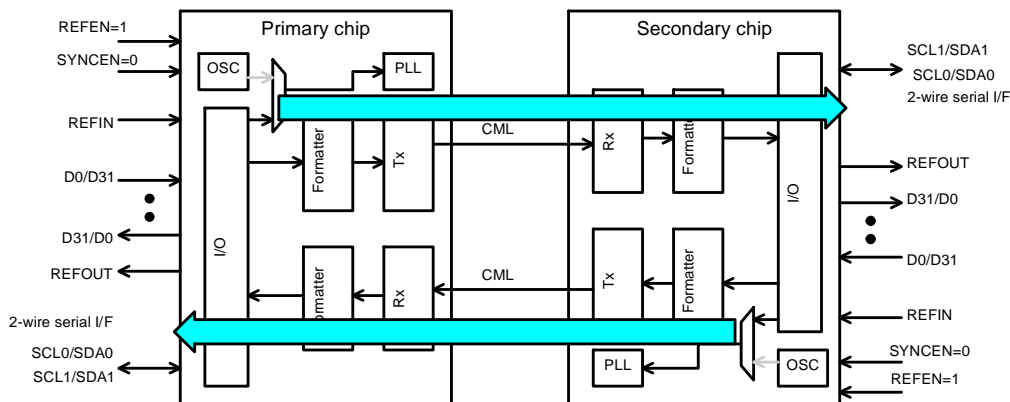 Primary chip
Secondary chip
REFEN=1
SYNCEN=0
OSC
PLL
SCL1/SDA1
SCL0/SDA0
2-wire serial I/F
REFIN
CML
Formatter
Tx
Rx
Formatter
D0/D31
REFOUT
D31/D0
I/O
I/O
D31/D0
REFOUT
D0/D31
CML
Formatter
Rx
Tx
Formatter
2-wire serial I/F
REFIN
SCL0/SDA0
SCL1/SDA1
PLL
OSC
SYNCEN=0
REFEN=1